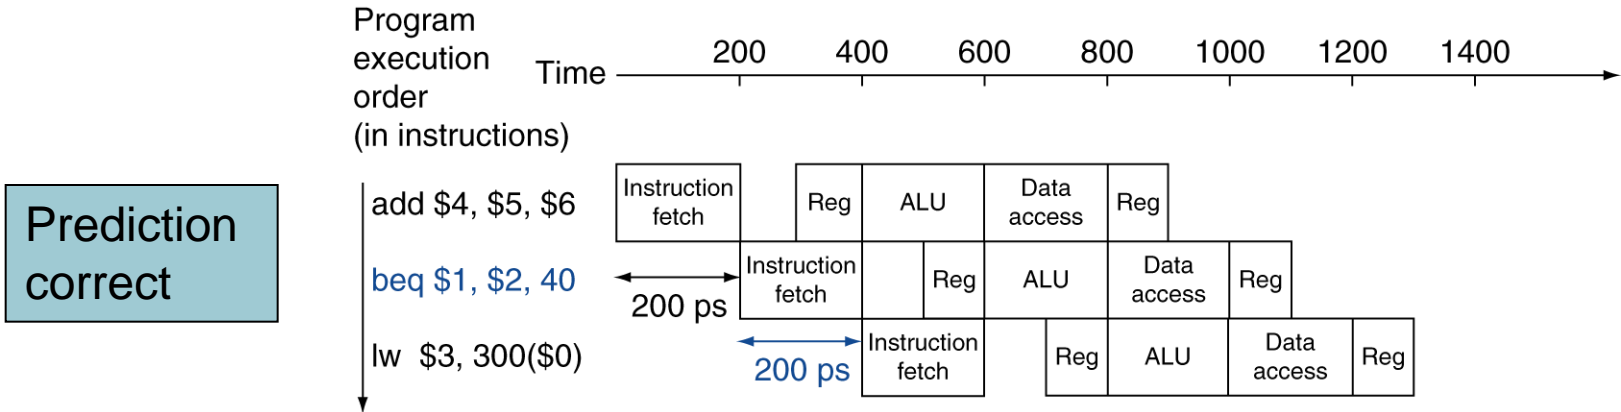 Program
execution
order
(in instructions)
Time
200 400 600 800 1000 1200 1400
Prediction
correct
add $4, $5, $6
Instruction
fetch
Reg
ALU
Data
access
Reg
beq $1, $2, 40
200 ps
Instruction
fetch
Reg
ALU
Data
access
Reg
lw $3, 300($0)
200 ps
Instruction
fetch
Reg
ALU
Data
access
Reg